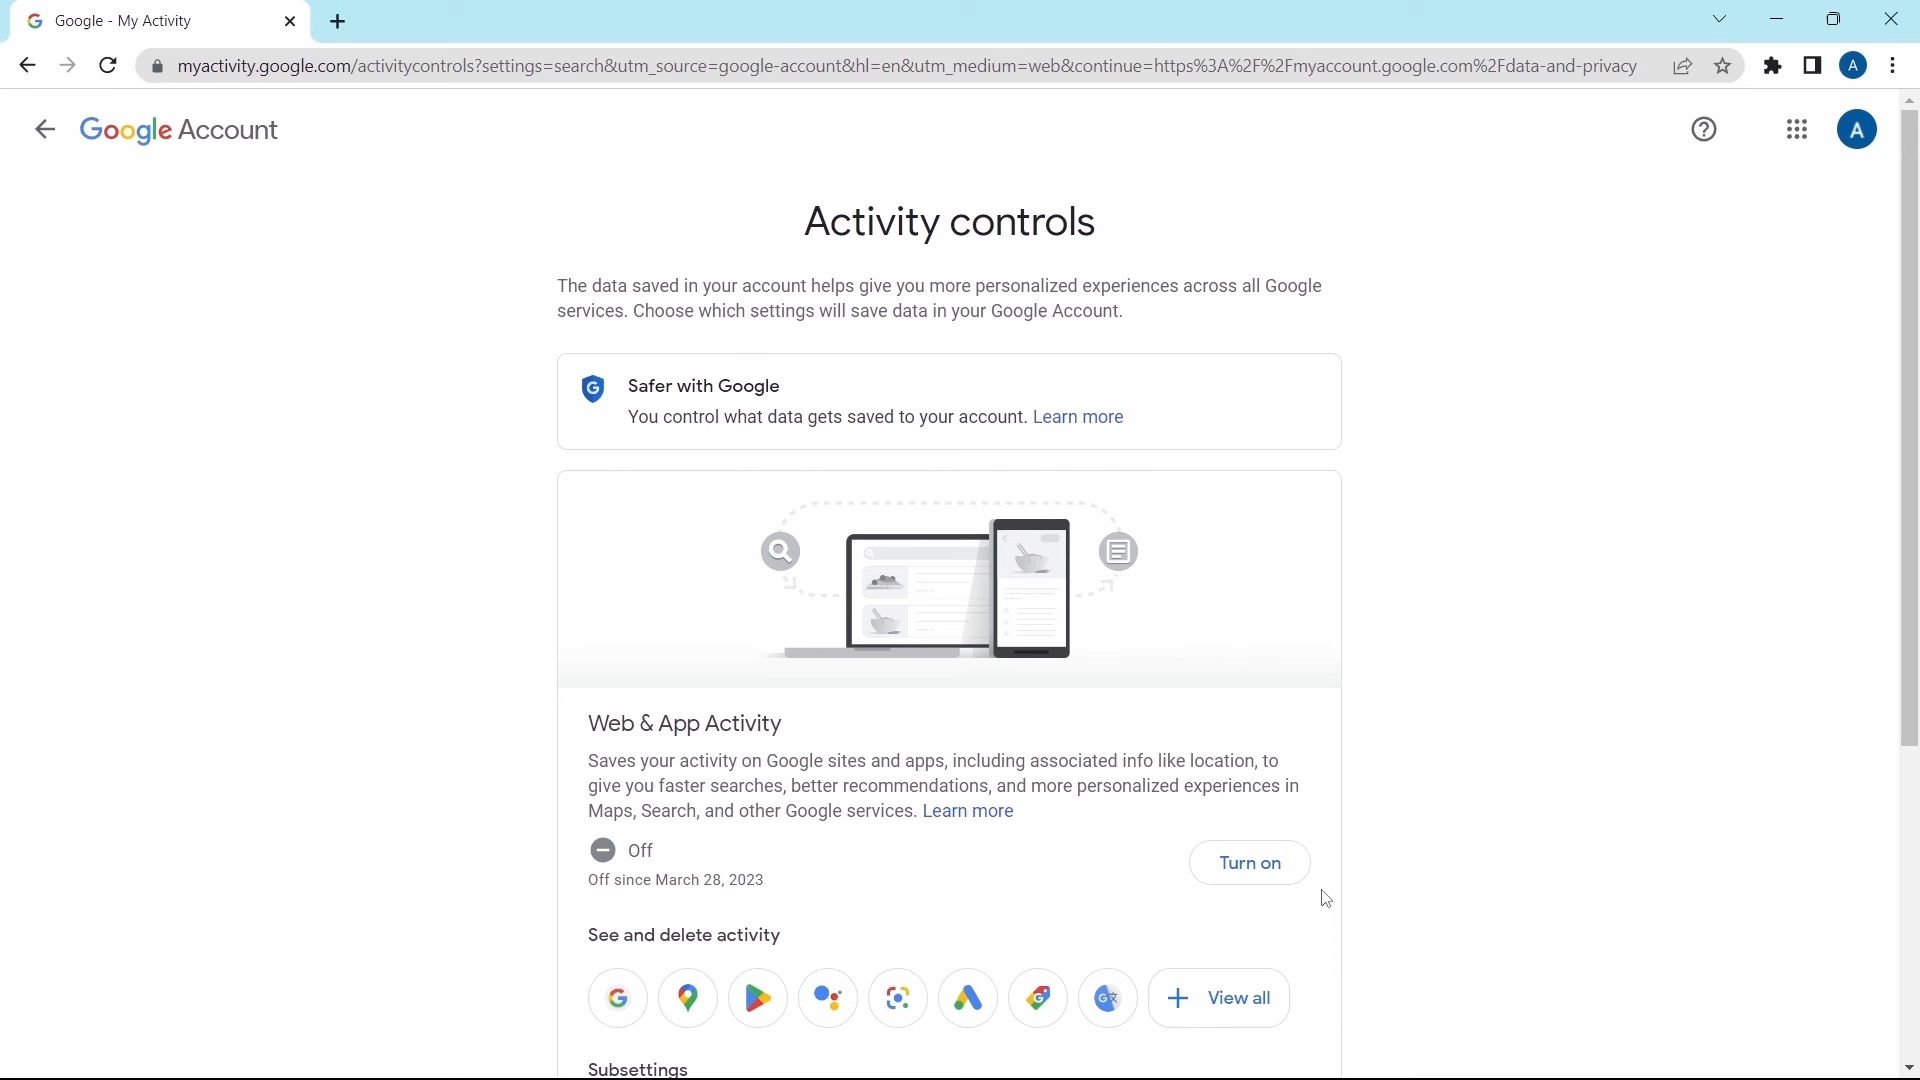 Google - My Activity
myactivity.google.com/activitycontrols?settings=search&utm_source=google-account&hl=en&utm_medium=web&continue=https%3A%2F%2Fmyaccount.google.com%2Fdata-and-privacy
A
Google Account
A
Activity controls
The data saved in your account helps give you more personalized experiences across all Google
services. Choose which settings will save data in your Google Account.
Safer with Google
You control what data gets saved to your account. Learn more
Web & App Activity
Saves your activity on Google sites and apps, including associated info like location, to
give you faster searches, better recommendations, and more personalized experiences in
Maps, Search, and other Google services. Learn more
Off
Turn on
Off since March 28, 2023
See and delete activity
View all
Subsettings